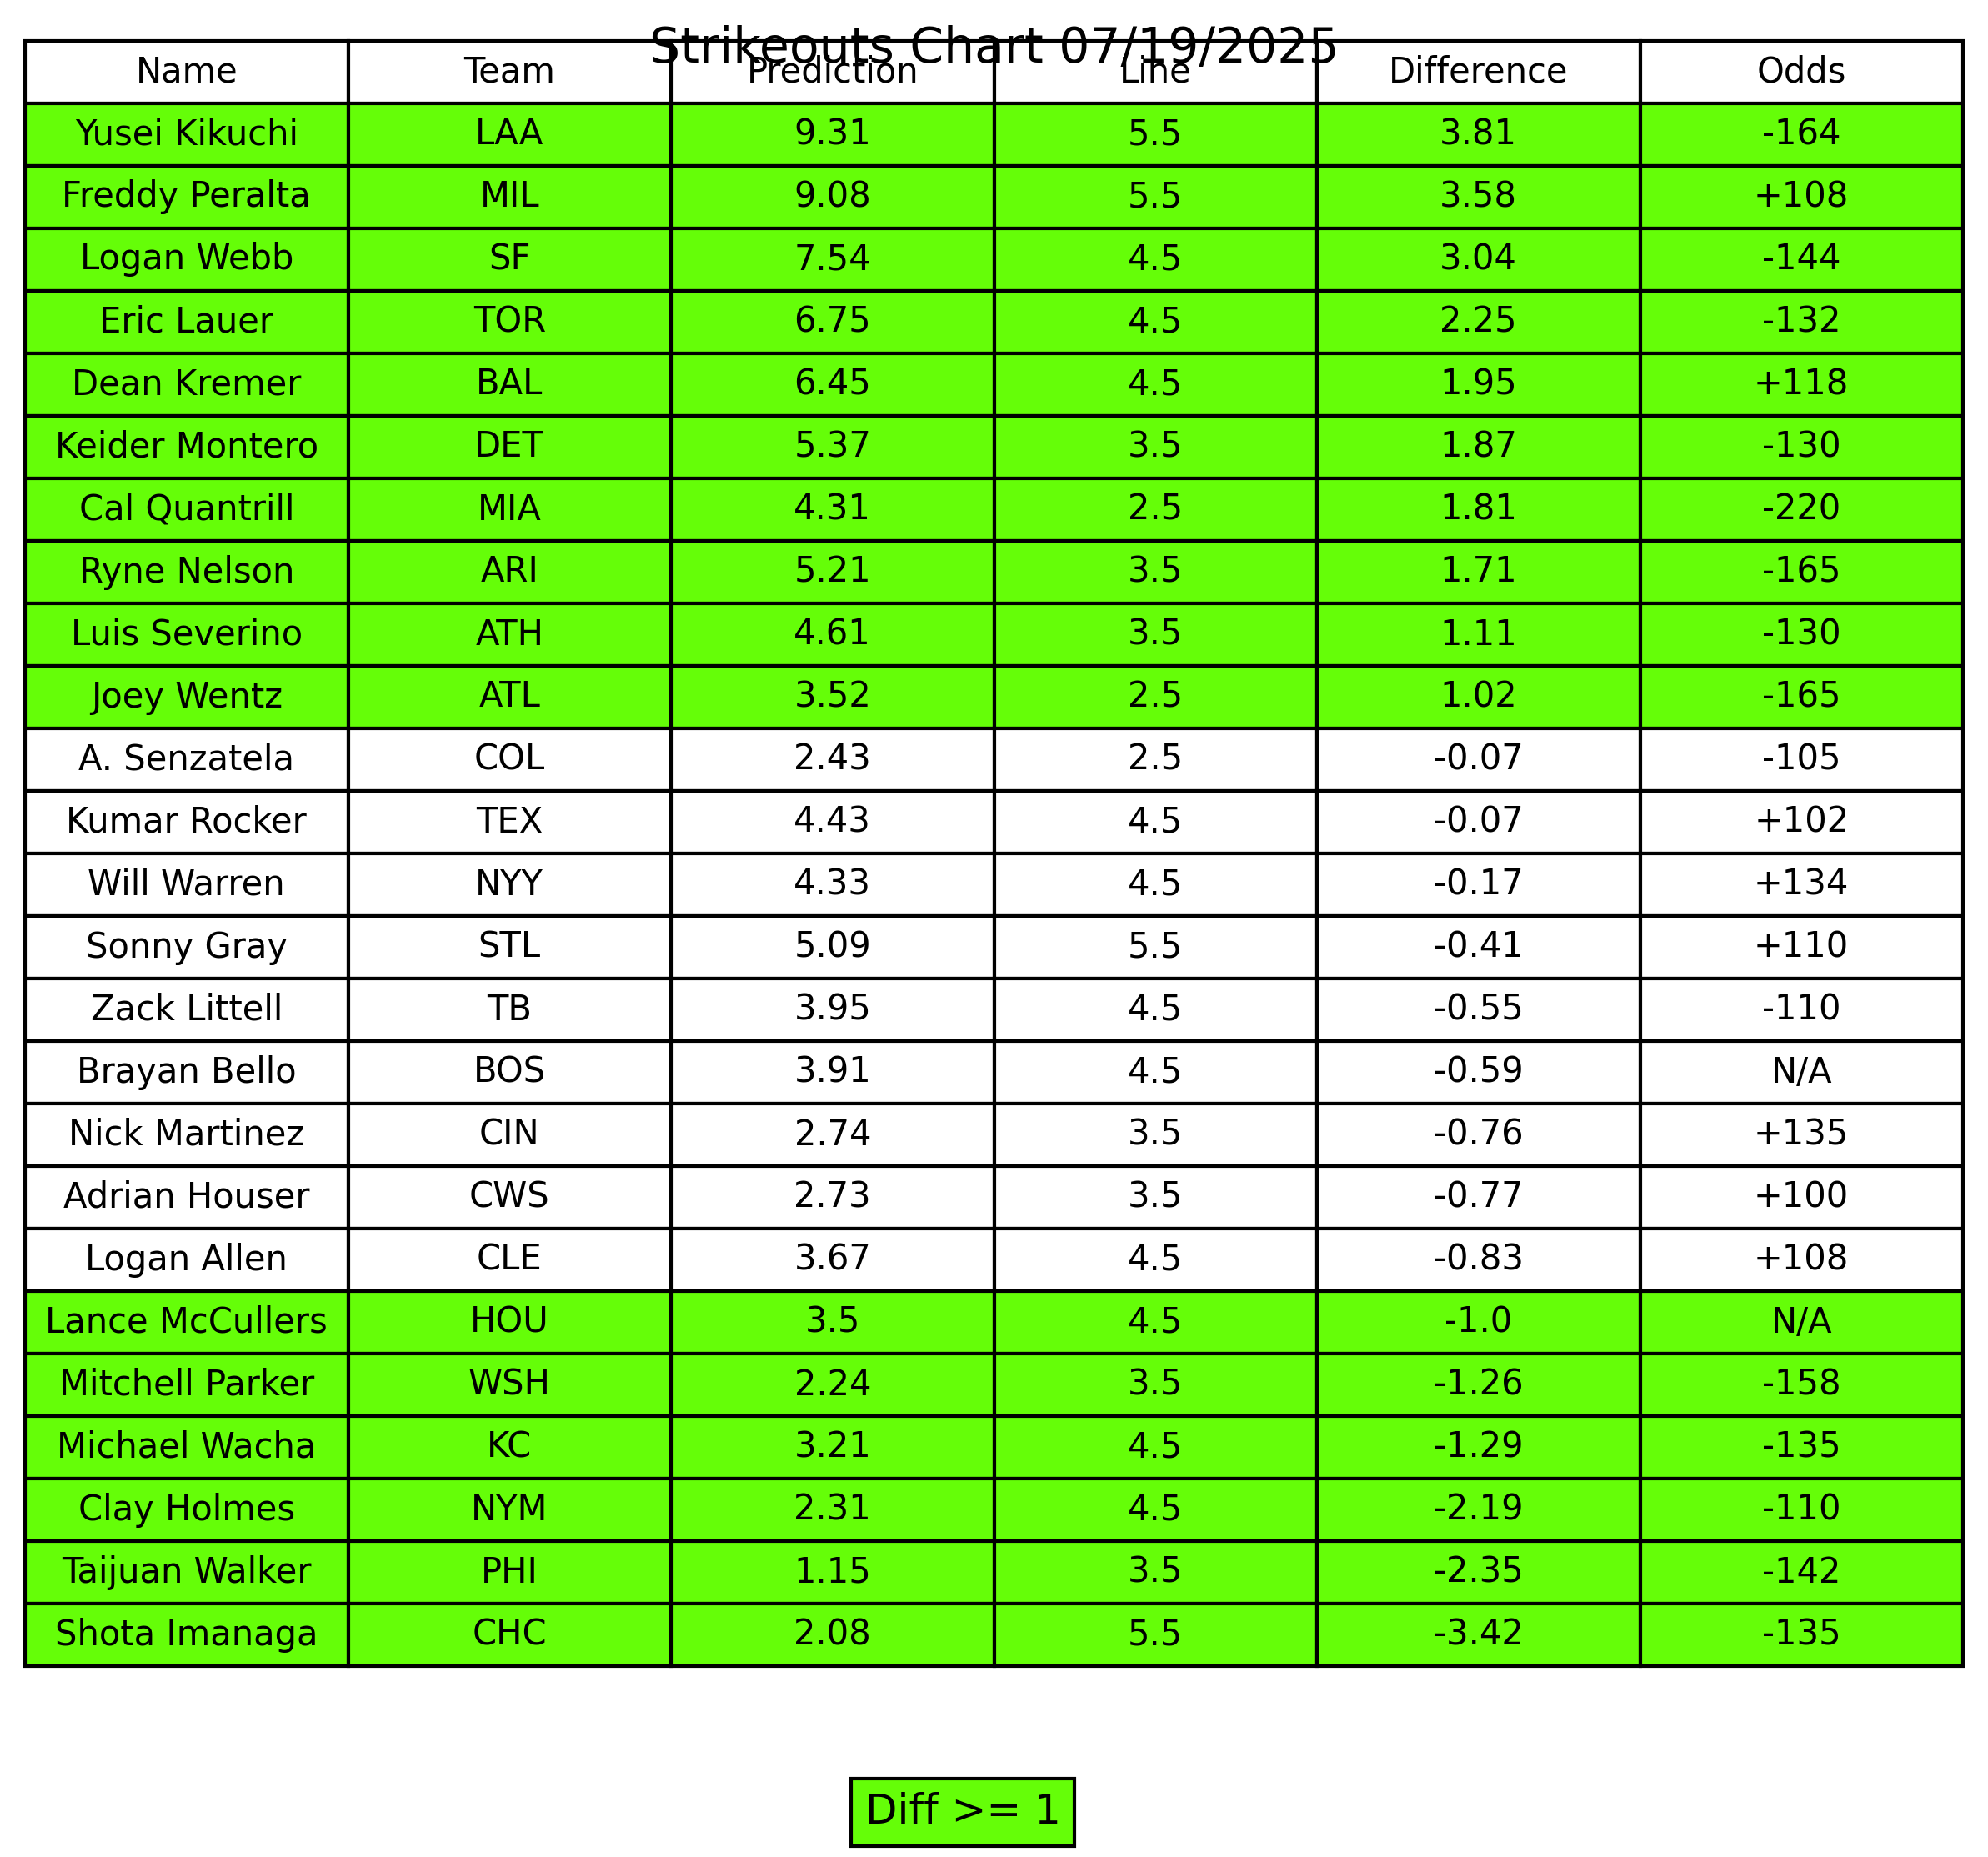 Strikeouts Chart 07/19/2025
Name Team Prediction Line Difference Odds
Yusei Kikuchi LAA 9.31 5.5 3.81 -164
Freddy Peralta MIL 9.08 5.5 3.58 +108
Logan Webb SF 7.54 4.5 3.04 -144
Eric Lauer TOR 6.75 4.5 2.25 -132
Dean Kremer BAL 6.45 4.5 1.95 +118
Keider Montero DET 5.37 3.5 1.87 -130
Cal Quantrill MIA 4.31 2.5 1.81 -220
Ryne Nelson ARI 5.21 3.5 1.71 -165
Luis Severino ATH 4.61 3.5 1.11 -130
Joey Wentz ATL 3.52 2.5 1.02 -165
A. Senzatela COL 2.43 2.5 -0.07 -105
Kumar Rocker TEX 4.43 4.5 -0.07 +102
Will Warren NYY 4.33 4.5 -0.17 +134
Sonny Gray STL 5.09 5.5 -0.41 +110
Zack Littell TB 3.95 4.5 -0.55 -110
Brayan Bello BOS 3.91 4.5 -0.59 N/A
Nick Martinez CIN 2.74 3.5 -0.76 +135
Adrian Houser CWS 2.73 3.5 -0.77 +100
Logan Allen CLE 3.67 4.5 -0.83 +108
Lance McCullers HOU 3.5 4.5 -1.0 N/A
Mitchell Parker WSH 2.24 3.5 -1.26 -158
Michael Wacha KC 3.21 4.5 -1.29 -135
Clay Holmes NYM 2.31 4.5 -2.19 -110
Taijuan Walker PHI 1.15 3.5 -2.35 -142
Shota Imanaga CHC 2.08 5.5 -3.42 -135
Diff >= 1